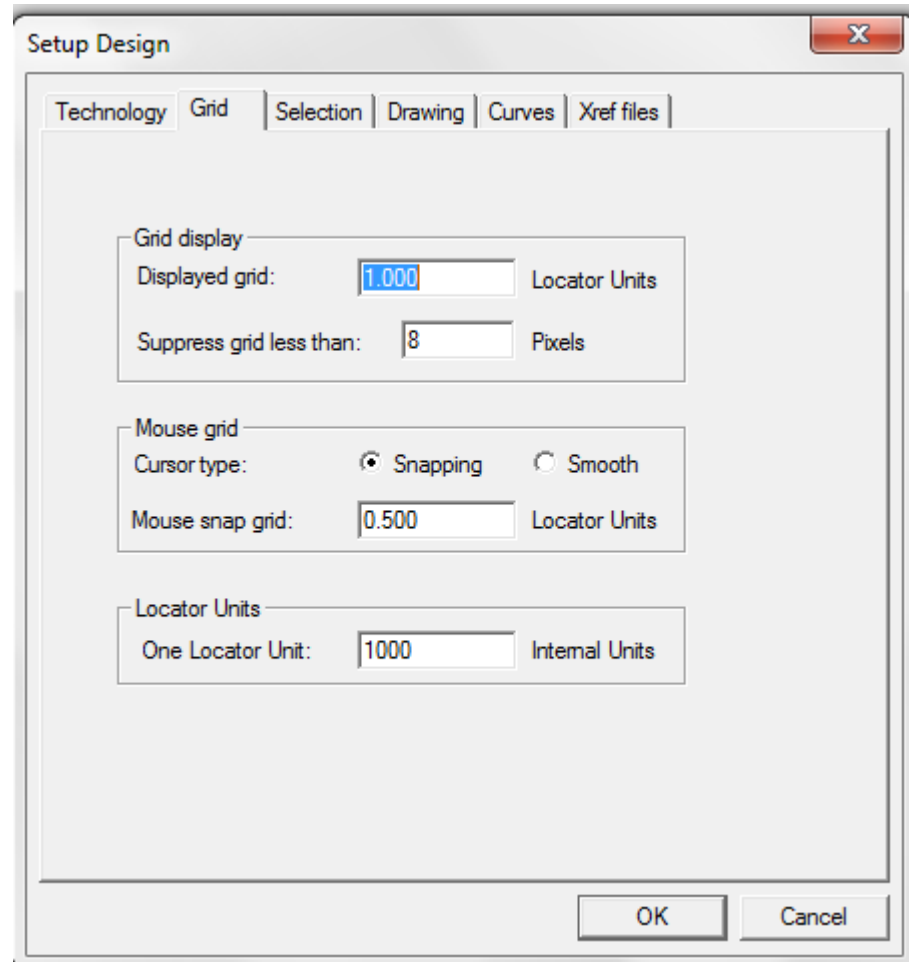 Setup Design
Technology Grid Selection Drawing Curves Xref files
Grid display
Displayed grid: 1.000 Locator Units
Suppress grid less than: 8 Pixels
Mouse grid
Cursor type: Snapping Smooth
Mouse snap grid: 0.500 Locator Units
Locator Units
One Locator Unit: 1000 Internal Units
OK Cancel